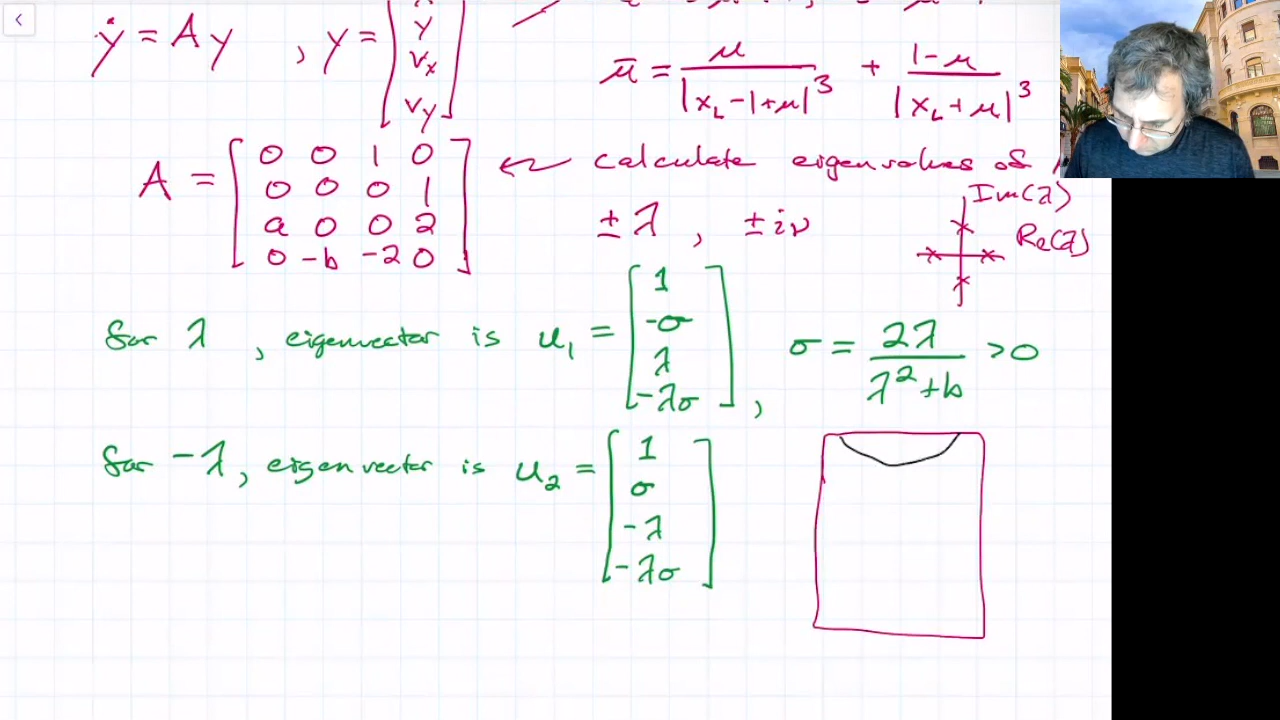 ẏ = Ay , y = [ y vx vy ]
μ̄ = μ / |x_L - 1 + μ|³ + 1 - μ / |x_L + μ|³
A = [ 0 0 1 0
0 0 0 1
a 0 0 2
0 -b -2 0 ]
← calculate eigenvalues of
± λ , ± iν
Im(λ)
Re(λ)
for λ , eigenvector is u₁ = [ 1 -σ λ -λσ ] , σ = 2λ / λ² + b > 0
for -λ, eigenvector is u₂ = [ 1 σ -λ -λσ ]